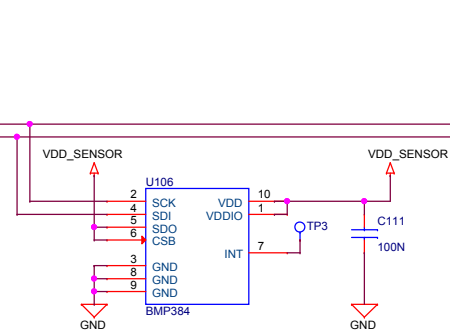 VDD_SENSOR
VDD_SENSOR
U106
2 SCK
4 SDI
5 SDO
6 CSB
3 GND
8 GND
9 GND
VDD 10
VDDIO 1
INT 7
TP3
C111
100N
BMP384
GND
GND